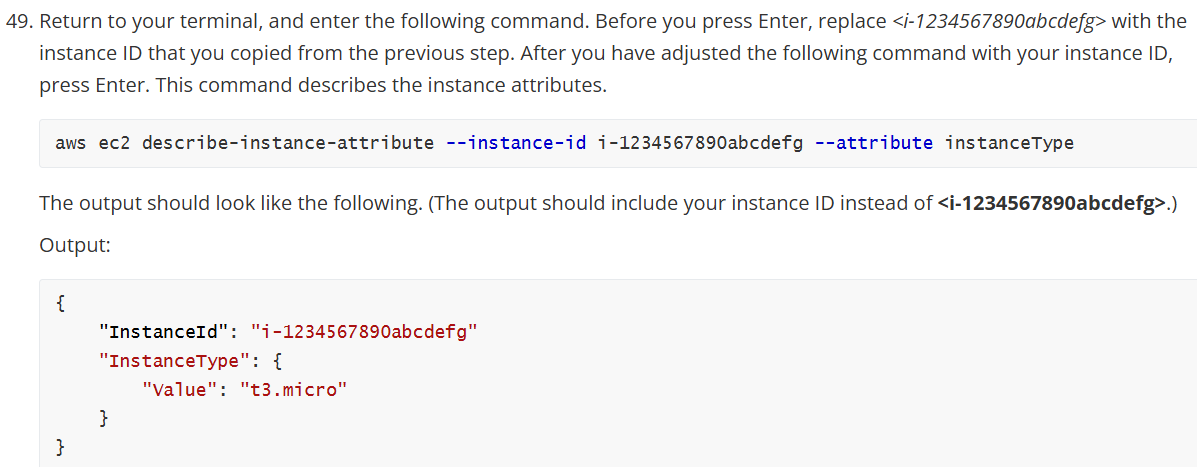 49. Return to your terminal, and enter the following command. Before you press Enter, replace <i-1234567890abcdefg> with the
instance ID that you copied from the previous step. After you have adjusted the following command with your instance ID,
press Enter. This command describes the instance attributes.
aws ec2 describe-instance-attribute --instance-id i-1234567890abcdefg --attribute instanceType
The output should look like the following. (The output should include your instance ID instead of <i-1234567890abcdefg>.)
Output:
{
    "InstanceId": "i-1234567890abcdefg"
    "InstanceType": {
        "Value": "t3.micro"
    }
}